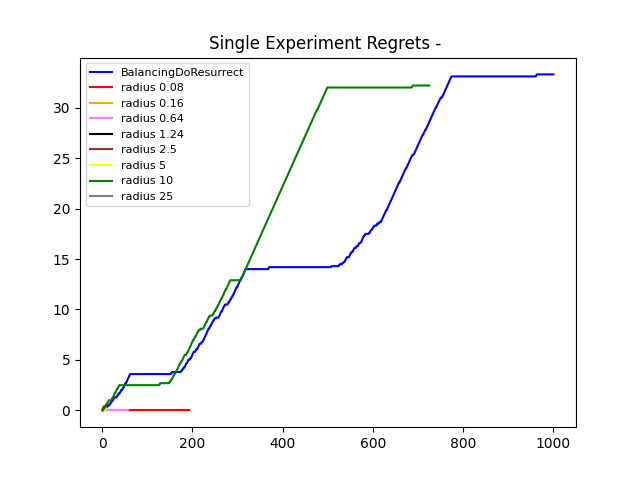 Single Experiment Regrets -
BalancingDoResurrect
radius 0.08
radius 0.16
radius 0.64
radius 1.24
radius 2.5
radius 5
radius 10
radius 25
30
25
20
15
10
5
0
0 200 400 600 800 1000